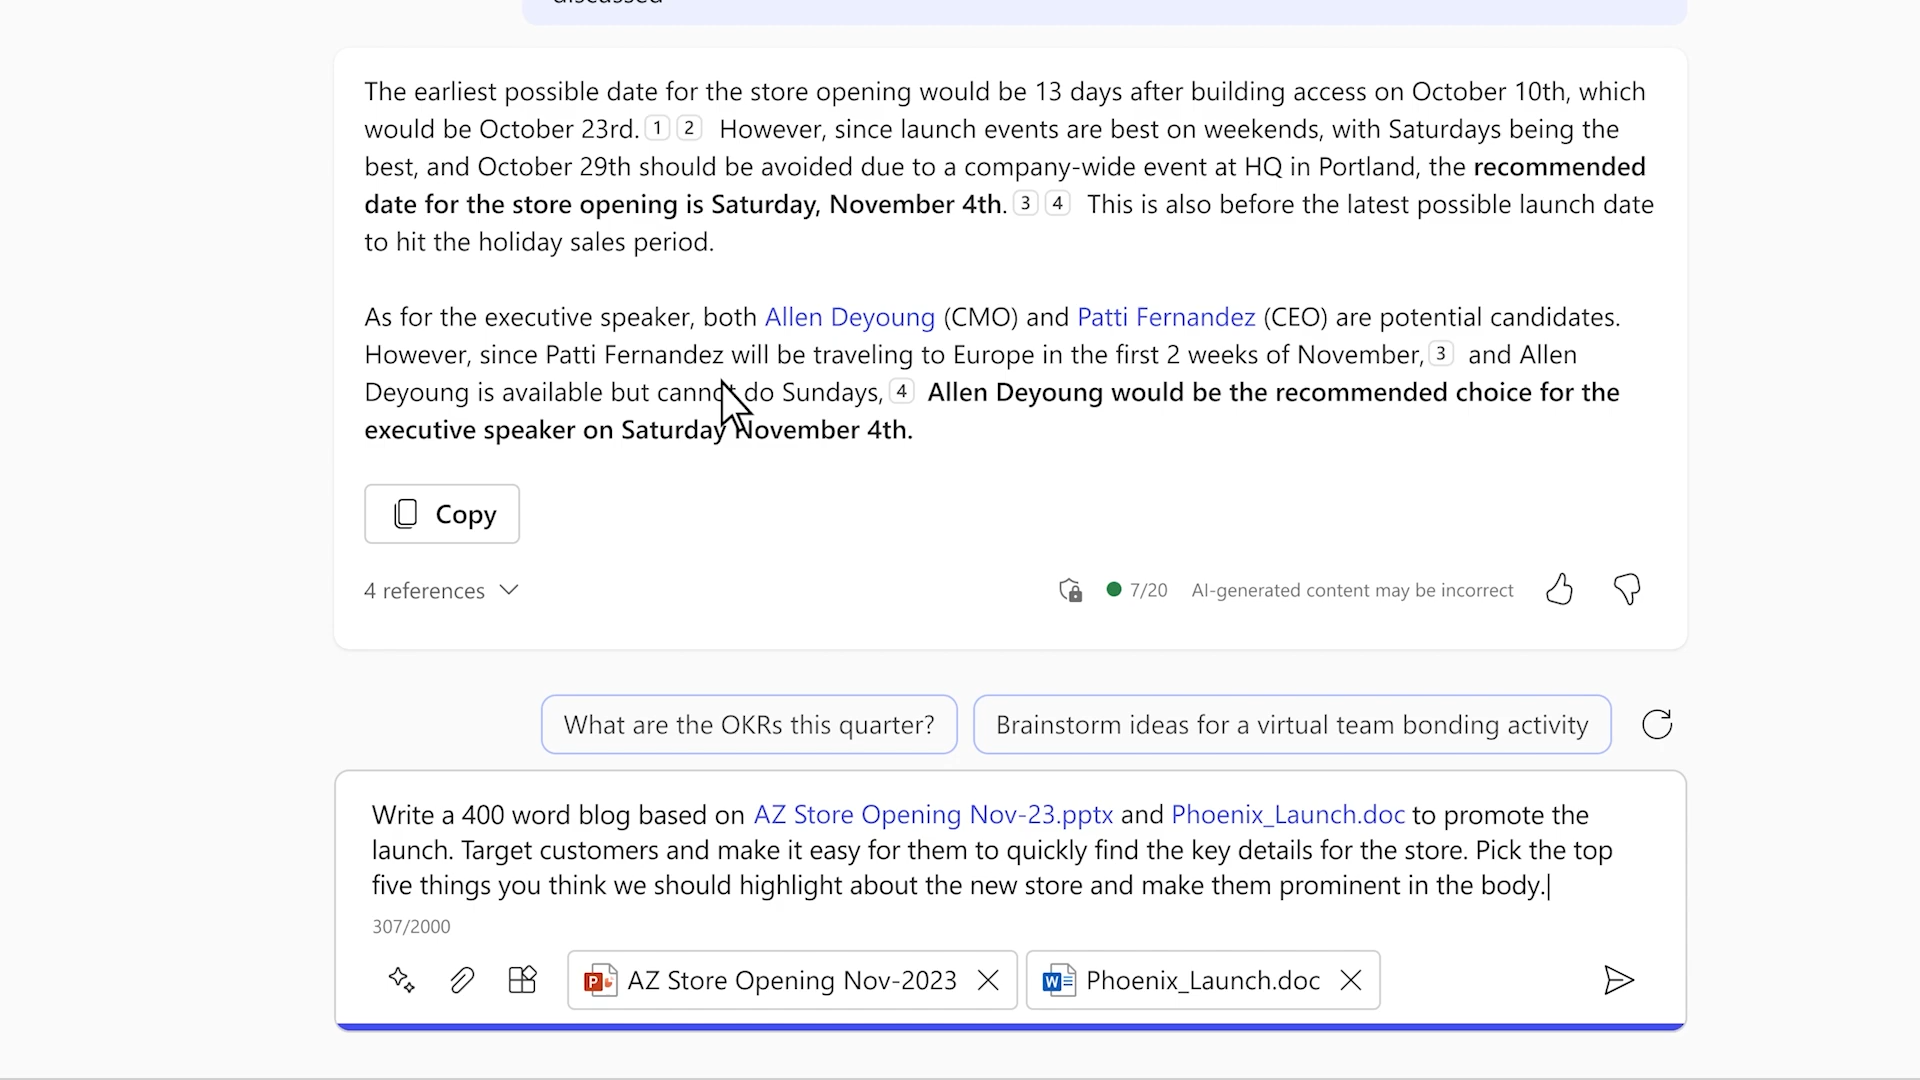 discussed
The earliest possible date for the store opening would be 13 days after building access on October 10th, which
would be October 23rd. 1 2 However, since launch events are best on weekends, with Saturdays being the
best, and October 29th should be avoided due to a company-wide event at HQ in Portland, the recommended
date for the store opening is Saturday, November 4th. 3 4 This is also before the latest possible launch date
to hit the holiday sales period.
As for the executive speaker, both Allen Deyoung (CMO) and Patti Fernandez (CEO) are potential candidates.
However, since Patti Fernandez will be traveling to Europe in the first 2 weeks of November, 3 and Allen
Deyoung is available but cannot do Sundays, 4 Allen Deyoung would be the recommended choice for the
executive speaker on Saturday November 4th.
Copy
4 references 7/20 AI-generated content may be incorrect
What are the OKRs this quarter? Brainstorm ideas for a virtual team bonding activity
Write a 400 word blog based on AZ Store Opening Nov-23.pptx and Phoenix_Launch.doc to promote the
launch. Target customers and make it easy for them to quickly find the key details for the store. Pick the top
five things you think we should highlight about the new store and make them prominent in the body.
307/2000
AZ Store Opening Nov-2023 Phoenix_Launch.doc